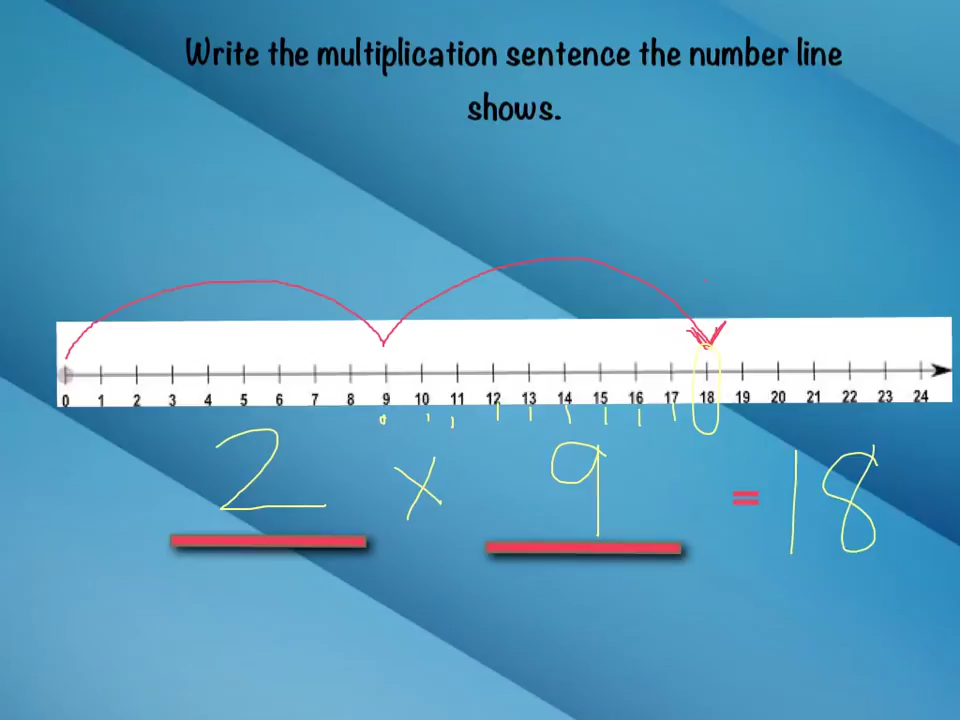 Write the multiplication sentence the number line
shows.
0 1 2 3 4 5 6 7 8 9 10 11 12 13 14 15 16 17 18 19 20 21 22 23 24
2 x 9 = 18